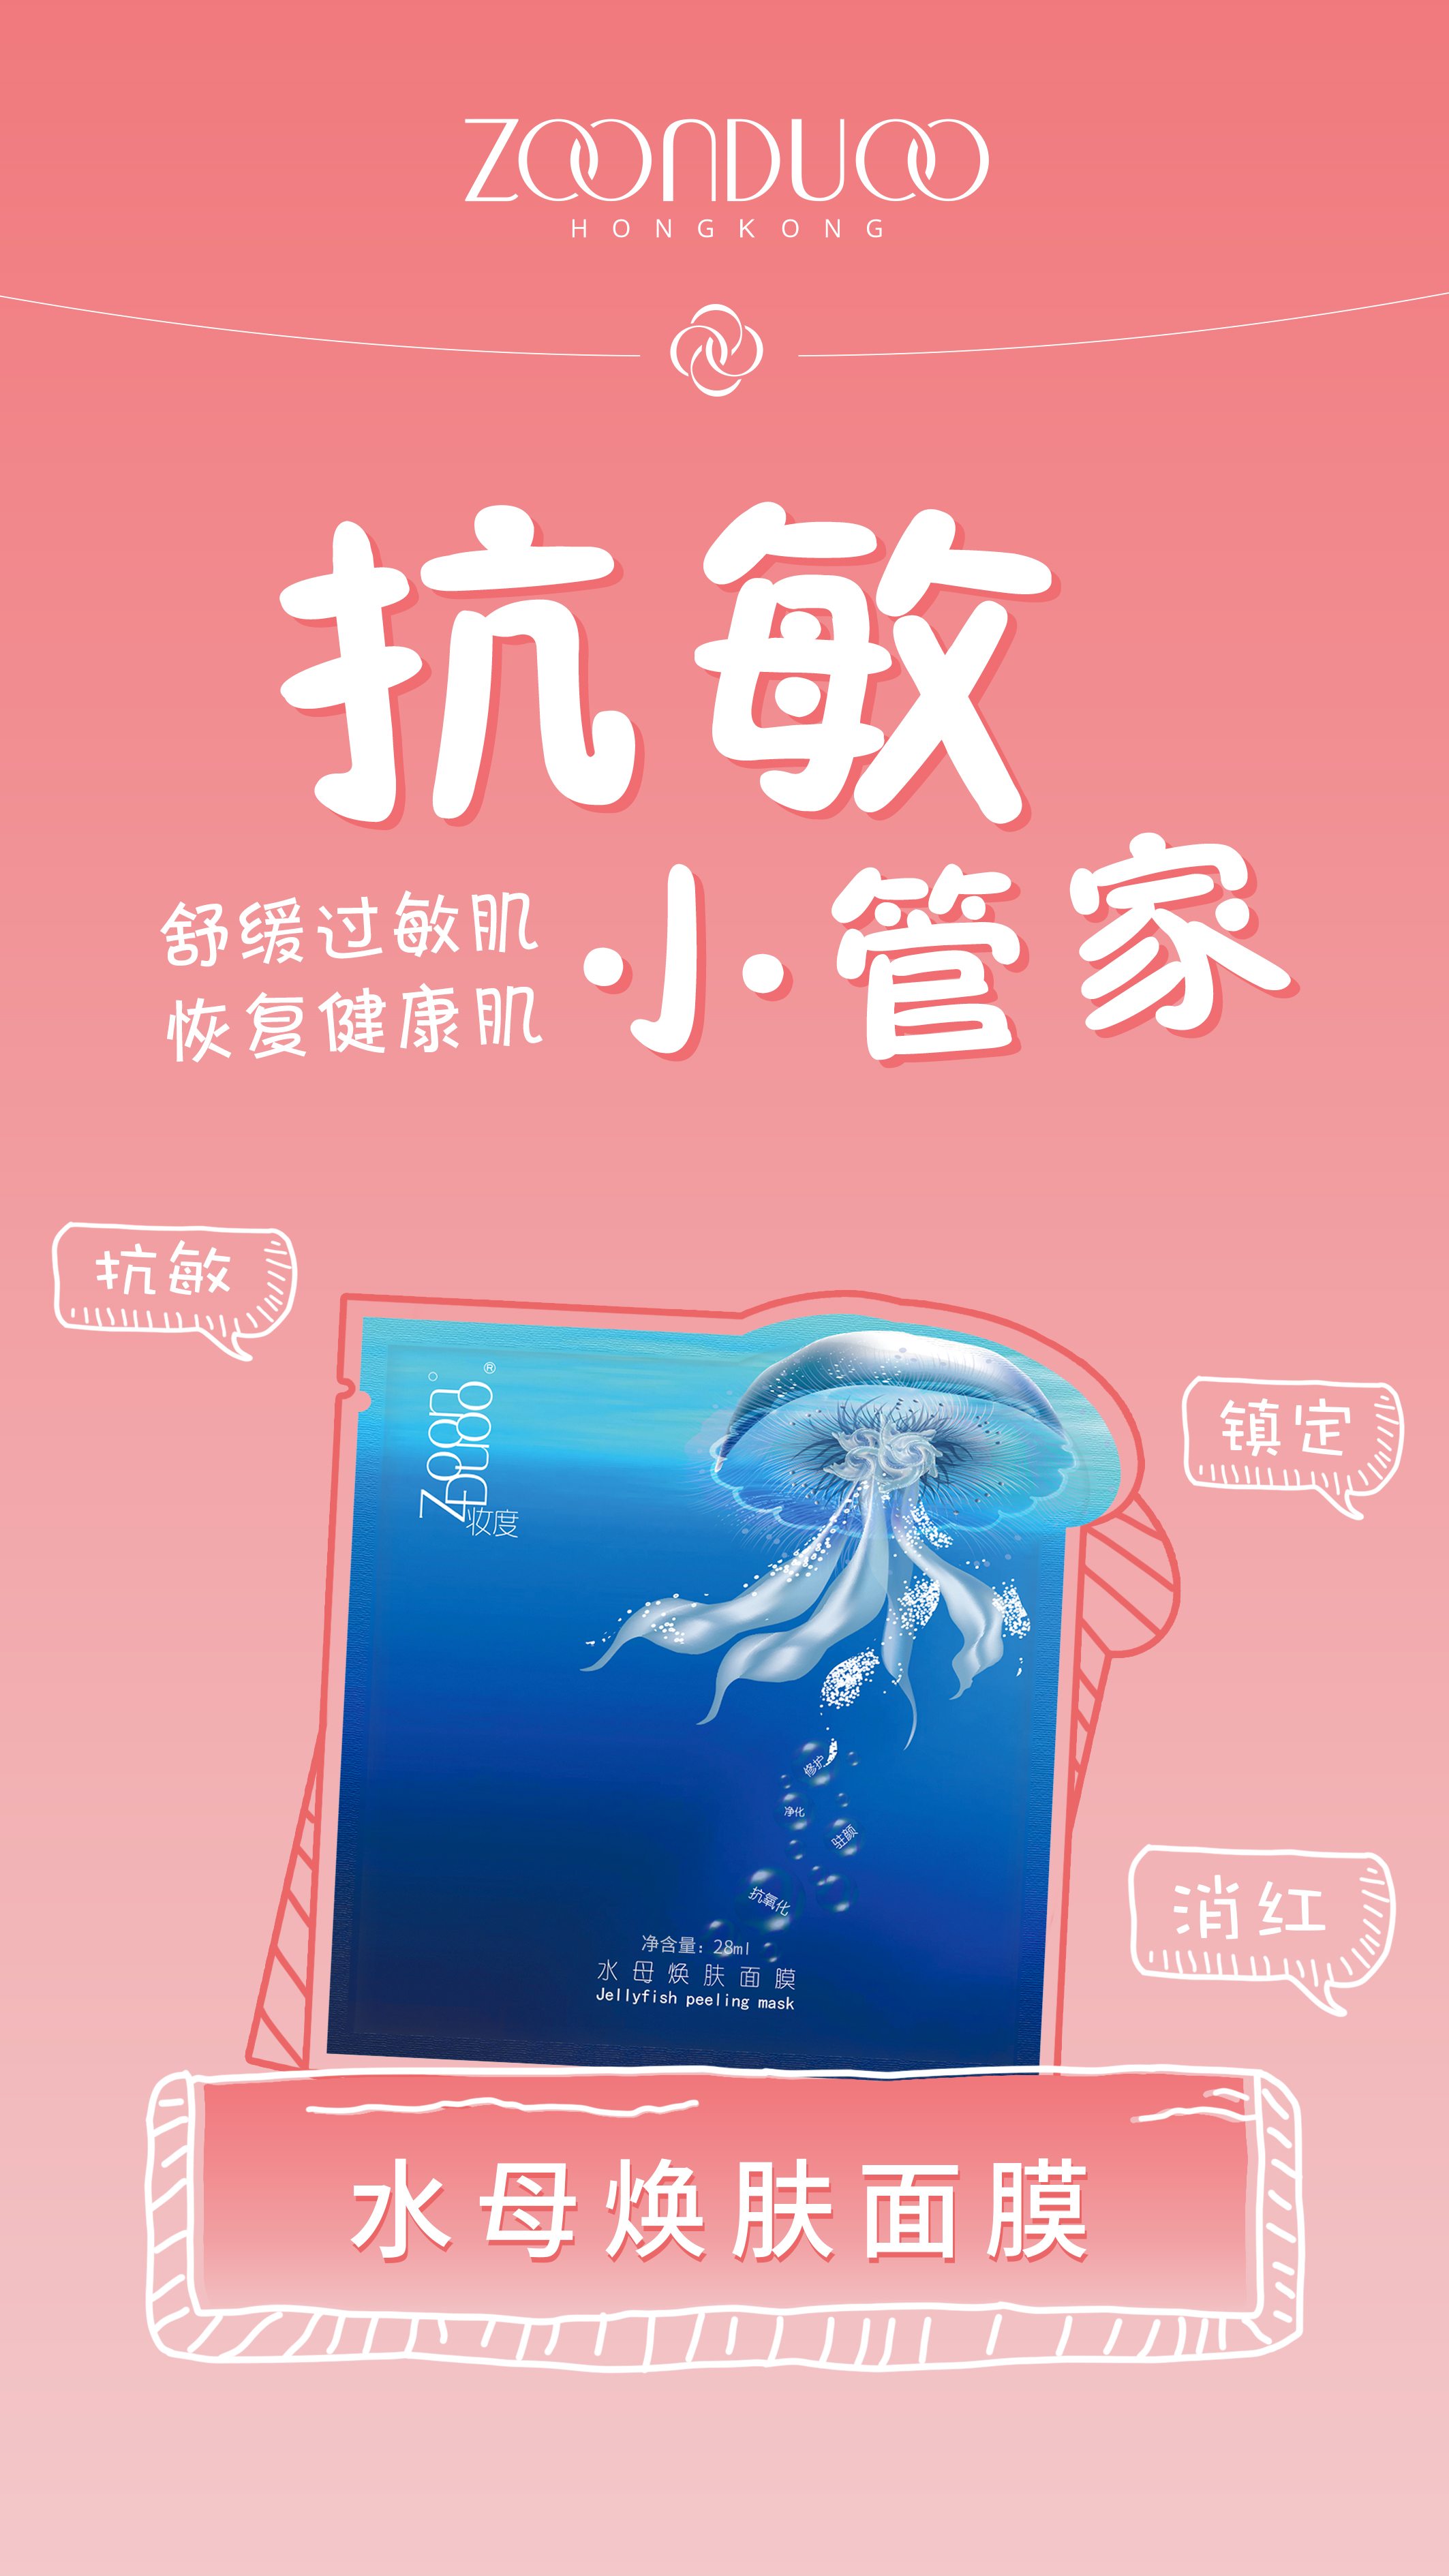 ZOONDUOO
HONGKONG
抗敏
小管家
舒缓过敏肌
恢复健康肌
抗敏
镇定
消红
Zoon
Duoo®
妆度
修护
净化
驻颜
抗氧化
净含量：28ml
水母焕肤面膜
Jellyfish peeling mask
水母焕肤面膜